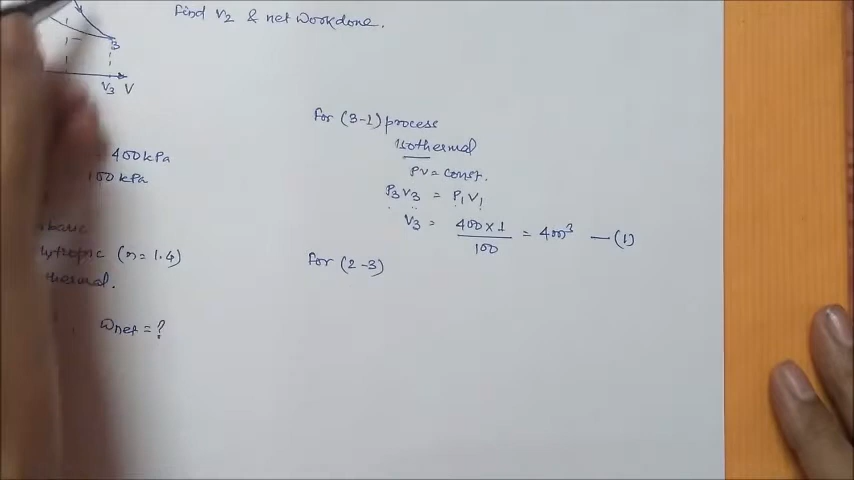 Find V2 & net Workdone.
3
V3 V
400 kPa
100 kPa
For (3-1) process
Isothermal
PV = Const.
P3V3 = P1V1
V3 = 400 × 1 / 100 = 4m³ — (1)
(n = 1.4)
For (2-3)
Wnet = ?